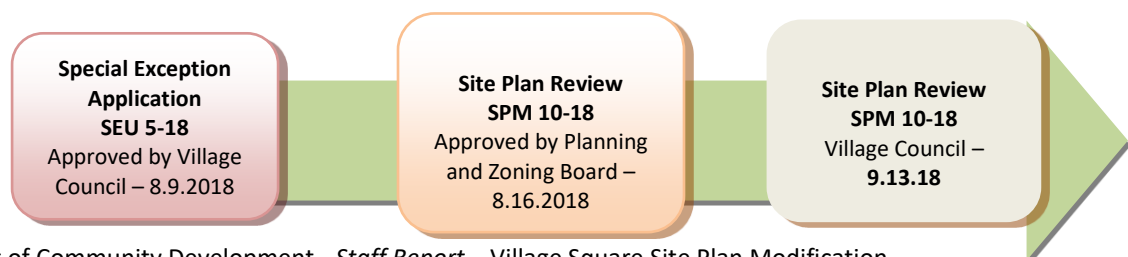 Special Exception
Application
SEU 5-18
Approved by Village
Council – 8.9.2018
Site Plan Review
SPM 10-18
Approved by Planning
and Zoning Board –
8.16.2018
Site Plan Review
SPM 10-18
Village Council –
9.13.18
of Community Development – Staff Report – Village Square Site Plan Modification